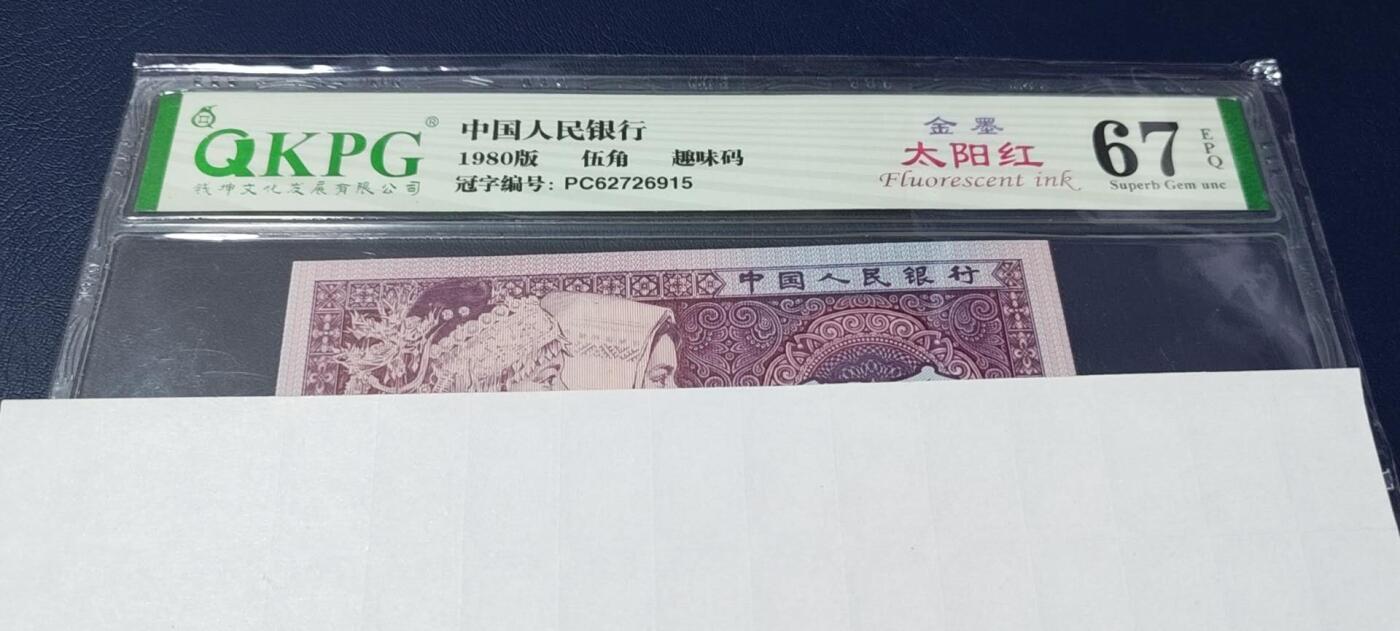 QKPG®
钱坤文化发展有限公司
中国人民银行
1980版 伍角 趣味码
冠字编号: PC62726915
金墨
太阳红
Fluorescent ink
67
EPQ
Superb Gem unc
中国人民银行